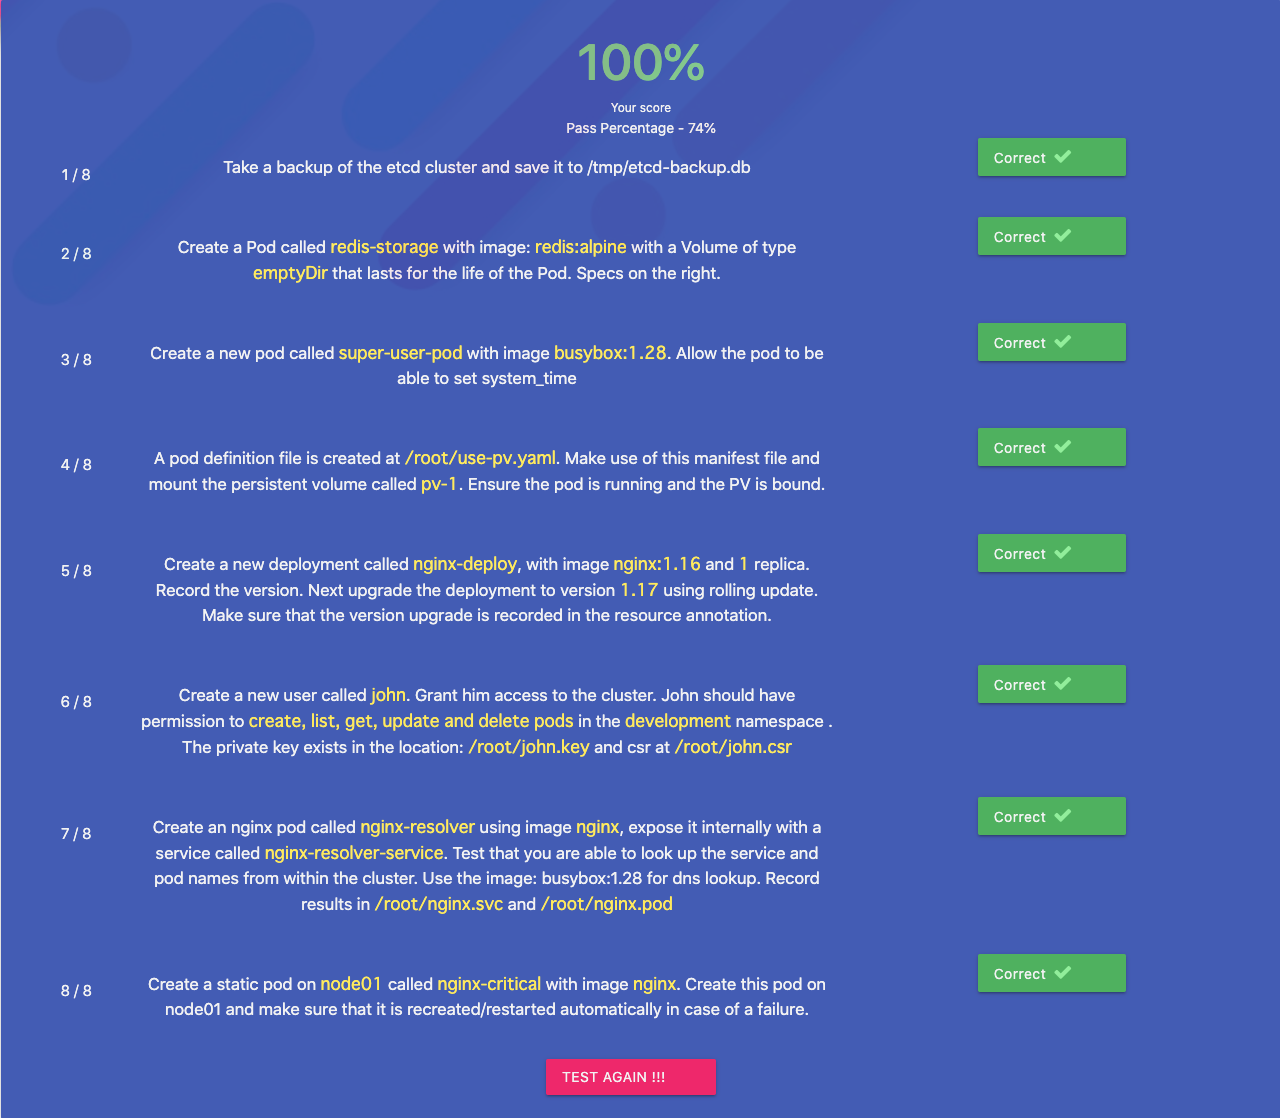 100%
Your score
Pass Percentage - 74%
1 / 8
Take a backup of the etcd cluster and save it to /tmp/etcd-backup.db
Correct
2 / 8
Create a Pod called redis-storage with image: redis:alpine with a Volume of type
emptyDir that lasts for the life of the Pod. Specs on the right.
Correct
3 / 8
Create a new pod called super-user-pod with image busybox:1.28. Allow the pod to be
able to set system_time
Correct
4 / 8
A pod definition file is created at /root/use-pv.yaml. Make use of this manifest file and
mount the persistent volume called pv-1. Ensure the pod is running and the PV is bound.
Correct
5 / 8
Create a new deployment called nginx-deploy, with image nginx:1.16 and 1 replica.
Record the version. Next upgrade the deployment to version 1.17 using rolling update.
Make sure that the version upgrade is recorded in the resource annotation.
Correct
6 / 8
Create a new user called john. Grant him access to the cluster. John should have
permission to create, list, get, update and delete pods in the development namespace .
The private key exists in the location: /root/john.key and csr at /root/john.csr
Correct
7 / 8
Create an nginx pod called nginx-resolver using image nginx, expose it internally with a
service called nginx-resolver-service. Test that you are able to look up the service and
pod names from within the cluster. Use the image: busybox:1.28 for dns lookup. Record
results in /root/nginx.svc and /root/nginx.pod
Correct
8 / 8
Create a static pod on node01 called nginx-critical with image nginx. Create this pod on
node01 and make sure that it is recreated/restarted automatically in case of a failure.
Correct
TEST AGAIN !!!